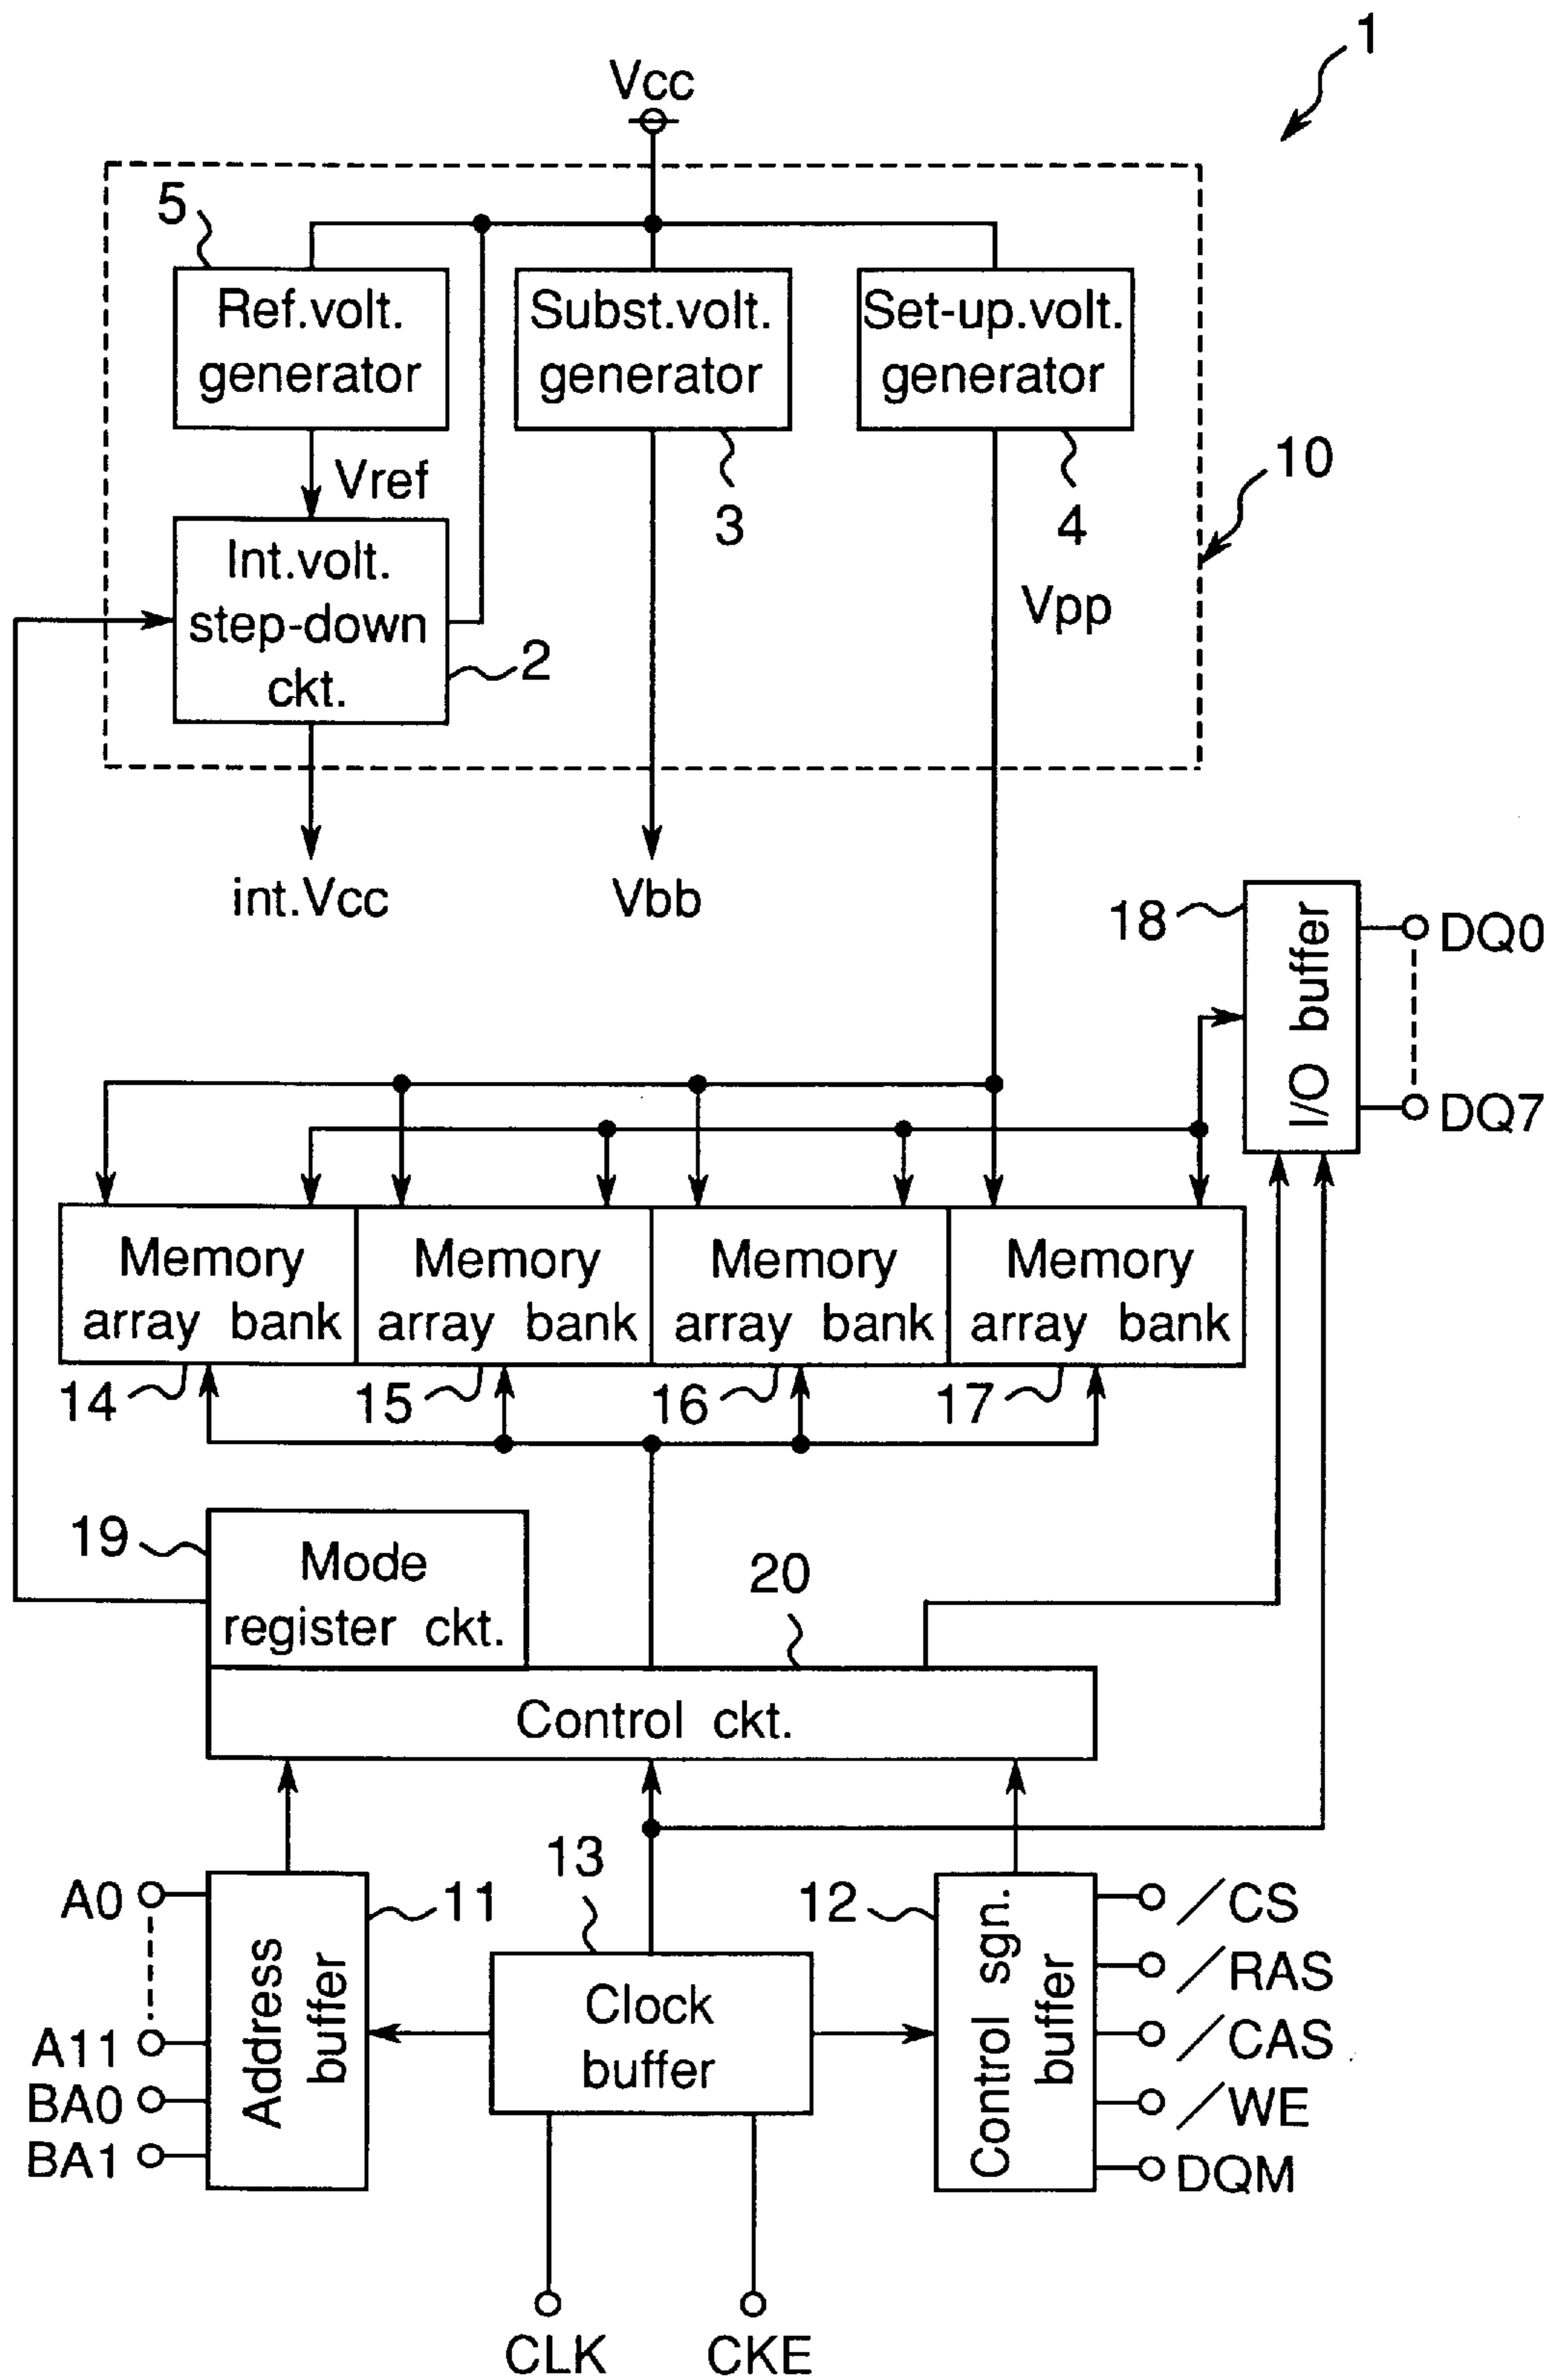 1
Vcc
5
Ref.volt.
generator
Subst.volt.
generator
Set-up.volt.
generator
Vref
3
4
10
Int.volt.
step-down
ckt.
2
Vpp
int.Vcc
Vbb
18
I/O buffer
DQ0
DQ7
Memory
array bank
Memory
array bank
Memory
array bank
Memory
array bank
14
15
16
17
19
Mode
register ckt.
20
Control ckt.
13
A0
A11
BA0
BA1
Address
buffer
11
Clock
buffer
12
Control sgn.
buffer
/CS
/RAS
/CAS
/WE
DQM
CLK
CKE